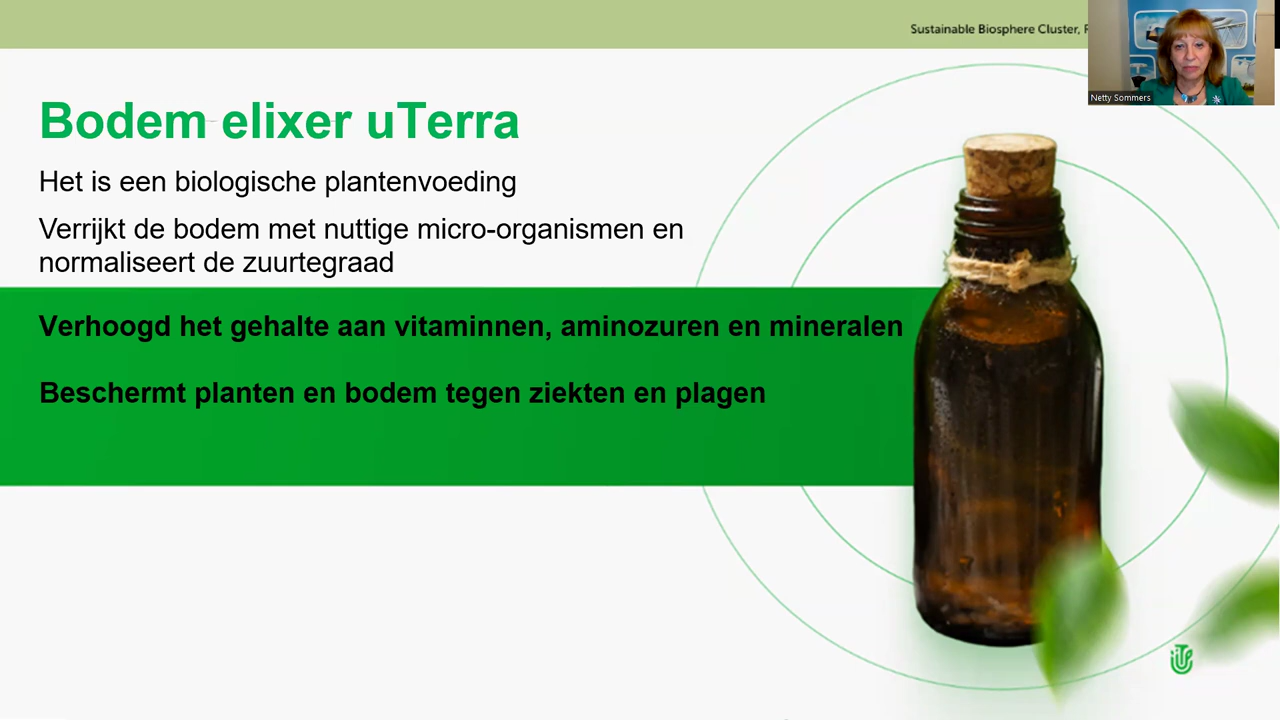 Sustainable Biosphere Cluster,
Netty Sommers
Bodem elixer uTerra
Het is een biologische plantenvoeding
Verrijkt de bodem met nuttige micro-organismen en
normaliseert de zuurtegraad
Verhoogd het gehalte aan vitaminnen, aminozuren en mineralen
Beschermt planten en bodem tegen ziekten en plagen